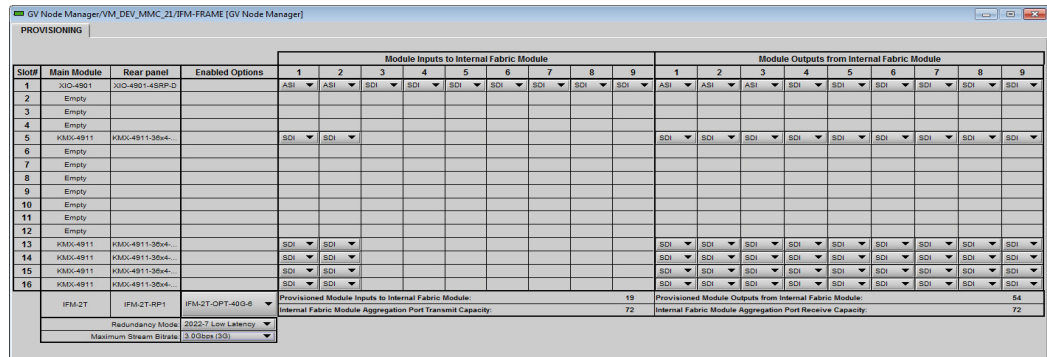 GV Node Manager/VM_DEV_MMC_21/IFM-FRAME [GV Node Manager]
PROVISIONING
Module Inputs to Internal Fabric Module Module Outputs from Internal Fabric Module
Slot# Main Module Rear panel Enabled Options 1 2 3 4 5 6 7 8 9 1 2 3 4 5 6 7 8 9
1 XIO-4901 XIO-4901-4SRP-D ASI ASI SDI SDI SDI SDI SDI SDI SDI ASI ASI ASI SDI SDI SDI SDI SDI SDI
2 Empty
3 Empty
4 Empty
5 KMX-4911 KMX-4911-36x4-... SDI SDI SDI SDI SDI SDI SDI SDI SDI SDI SDI
6 Empty
7 Empty
8 Empty
9 Empty
10 Empty
11 Empty
12 Empty
13 KMX-4911 KMX-4911-36x4-... SDI SDI SDI SDI SDI SDI SDI SDI SDI SDI SDI
14 KMX-4911 KMX-4911-36x4-... SDI SDI SDI SDI SDI SDI SDI SDI SDI SDI SDI
15 KMX-4911 KMX-4911-36x4-... SDI SDI SDI SDI SDI SDI SDI SDI SDI SDI SDI
16 KMX-4911 KMX-4911-36x4-... SDI SDI SDI SDI SDI SDI SDI SDI SDI SDI SDI
IFM-2T IFM-2T-RP1 IFM-2T-OPT-40G-6 Provisioned Module Inputs to Internal Fabric Module: 19 Provisioned Module Outputs from Internal Fabric Module: 54
Internal Fabric Module Aggregation Port Transmit Capacity: 72 Internal Fabric Module Aggregation Port Receive Capacity: 72
Redundancy Mode: 2022-7 Low Latency
Maximum Stream Bitrate: 3.0Gbps (3G)